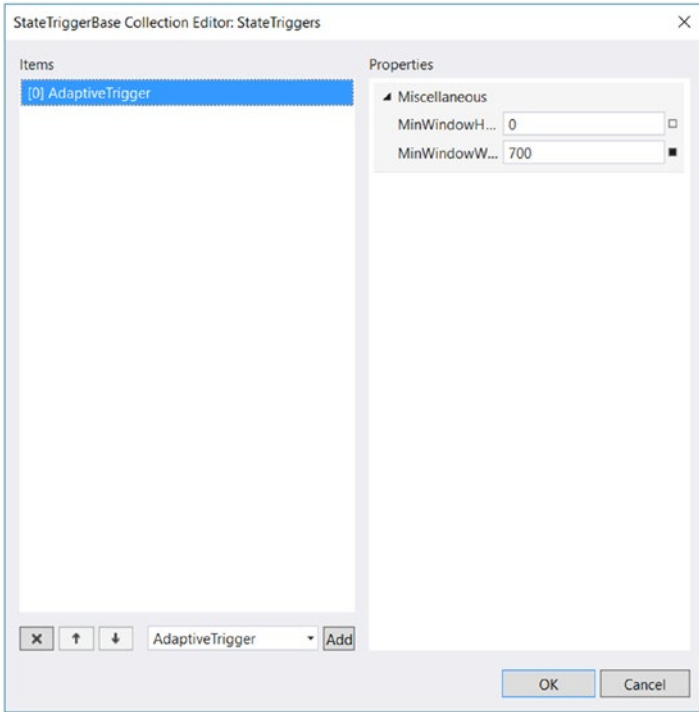 StateTriggerBase Collection Editor: StateTriggers
Items
Properties
[0] AdaptiveTrigger
Miscellaneous
MinWindowH... 0
MinWindowW... 700
AdaptiveTrigger
Add
OK
Cancel